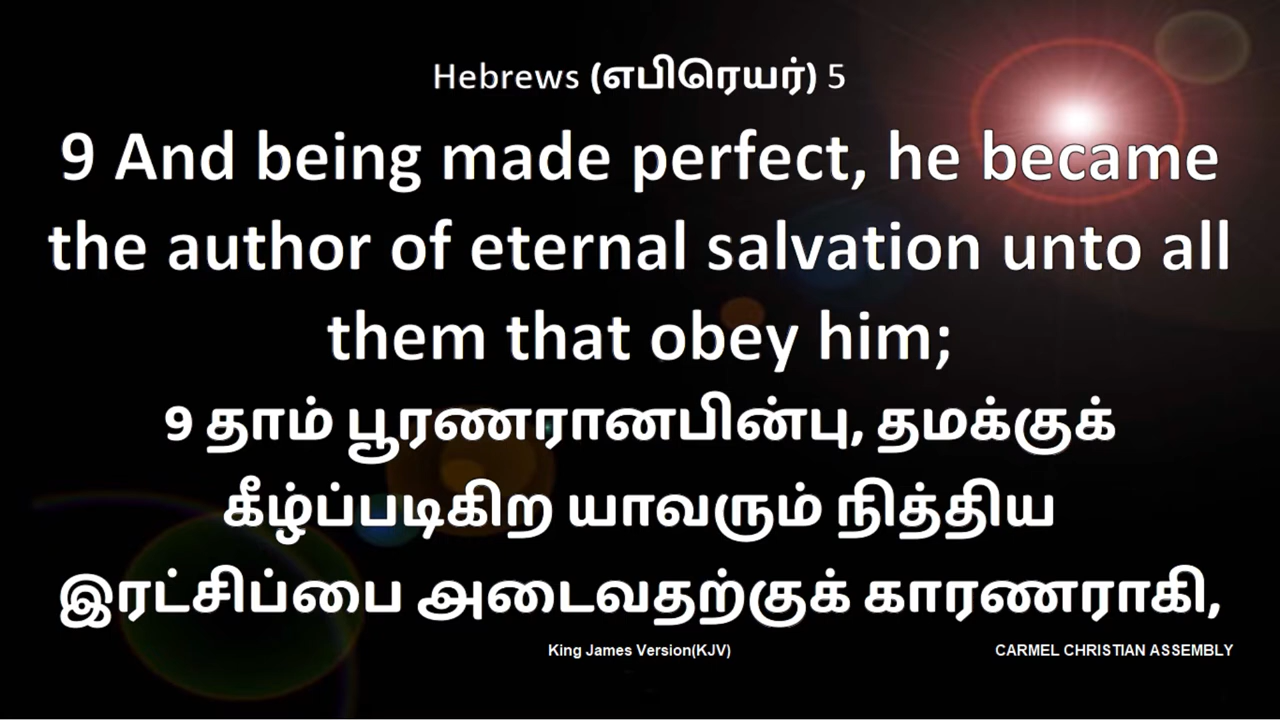 Hebrews (எபிரெயர்) 5
9 And being made perfect, he became
the author of eternal salvation unto all
them that obey him;
9 தாம் பூரணரானபின்பு, தமக்குக்
கீழ்ப்படிகிற யாவரும் நித்திய
இரட்சிப்பை அடைவதற்குக் காரணராகி,
King James Version(KJV)
CARMEL CHRISTIAN ASSEMBLY